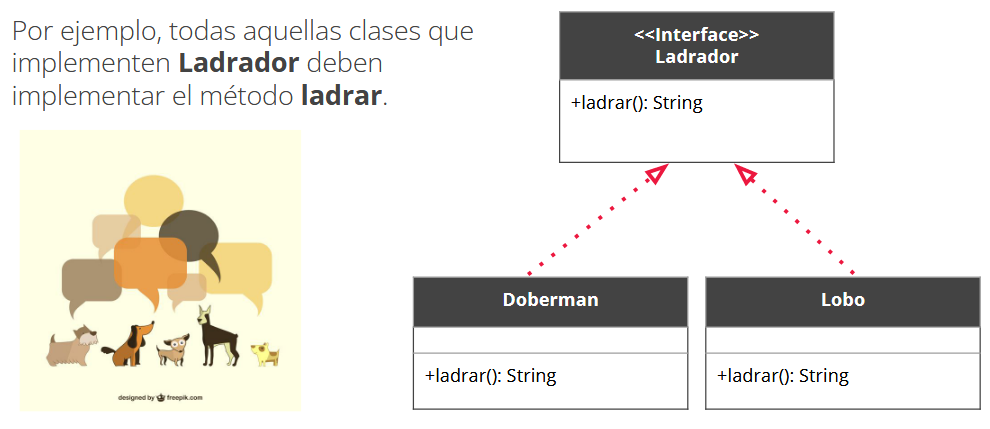 Por ejemplo, todas aquellas clases que
implementen Ladrador deben
implementar el método ladrar.
designed by freepik.com
<<Interface>>
Ladrador
+ladrar(): String
Doberman
+ladrar(): String
Lobo
+ladrar(): String